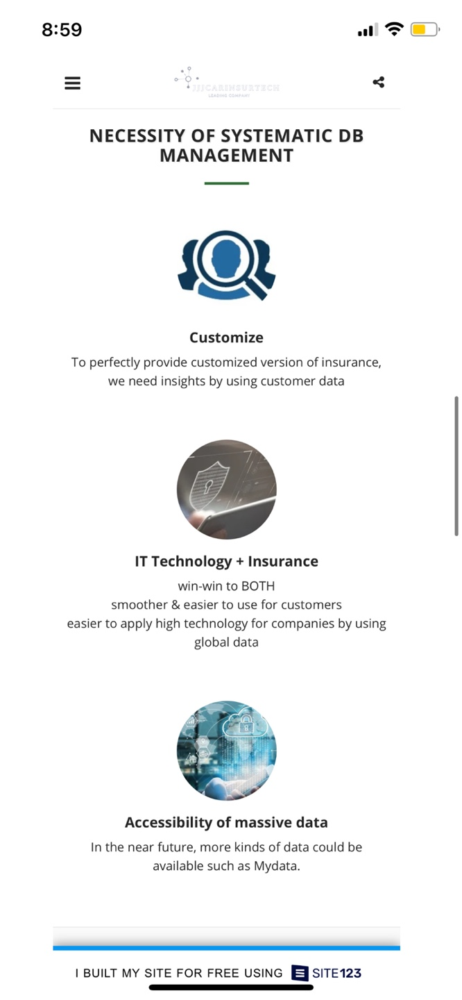 8:59
JJJCARINSURTECH
LEADING COMPANY
NECESSITY OF SYSTEMATIC DB
MANAGEMENT
Customize
To perfectly provide customized version of insurance,
we need insights by using customer data
IT Technology + Insurance
win-win to BOTH
smoother & easier to use for customers
easier to apply high technology for companies by using
global data
Accessibility of massive data
In the near future, more kinds of data could be
available such as Mydata.
I BUILT MY SITE FOR FREE USING SITE123